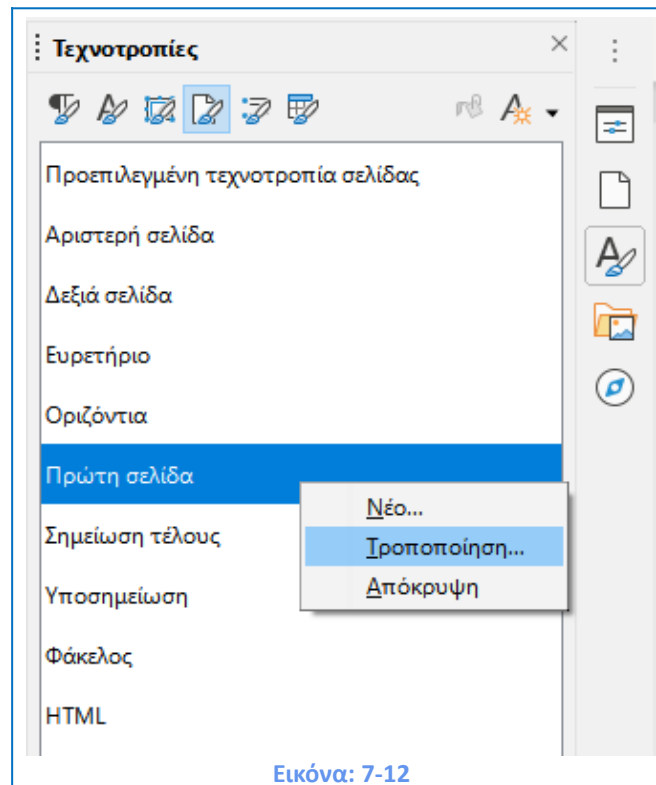 Τεχνοτροπίες
Προεπιλεγμένη τεχνοτροπία σελίδας
Αριστερή σελίδα
Δεξιά σελίδα
Ευρετήριο
Οριζόντια
Πρώτη σελίδα
Νέο...
Σημείωση τέλους
Τροποποίηση...
Απόκρυψη
Υποσημείωση
Φάκελος
HTML
Εικόνα: 7-12